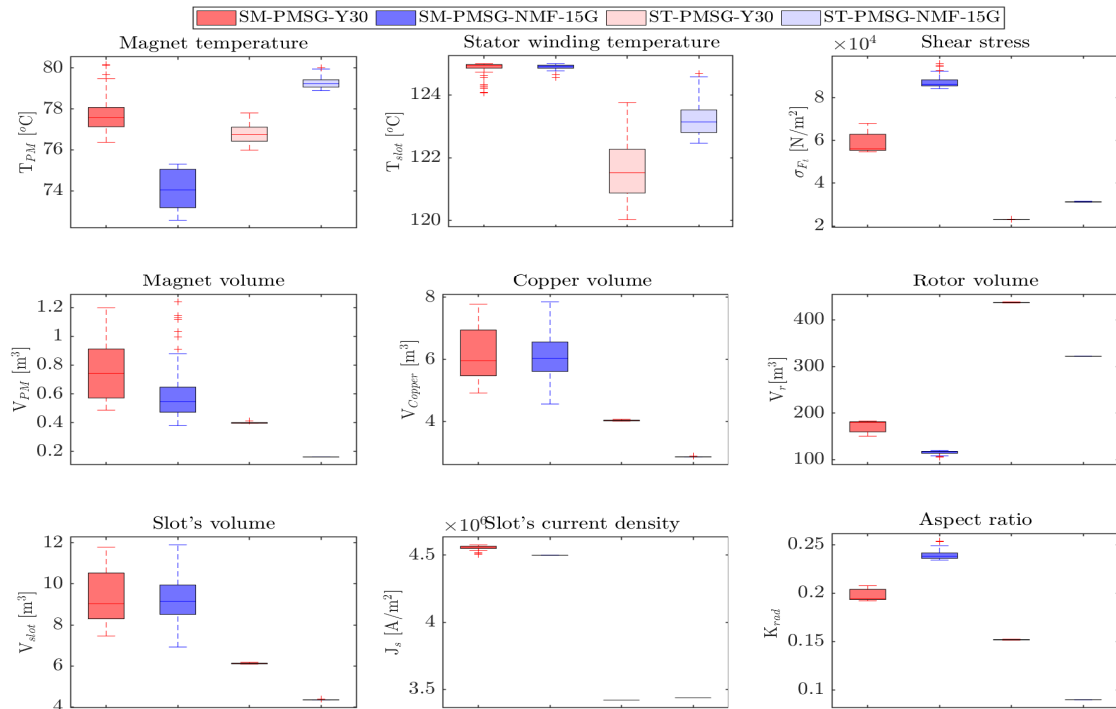 SM-PMSG-Y30 SM-PMSG-NMF-15G ST-PMSG-Y30 ST-PMSG-NMF-15G
Magnet temperature
T_PM [°C]
80
78
76
74
Stator winding temperature
T_slot [°C]
124
122
120
Shear stress
×10^4
σ_Ft [N/m²]
8
6
4
2
Magnet volume
V_PM [m³]
1.2
1
0.8
0.6
0.4
0.2
Copper volume
V_Copper [m³]
8
6
4
Rotor volume
V_r[m³]
400
300
200
100
Slot's volume
V_slot [m³]
12
10
8
6
4
Slot's current density
×10^6
J_s [A/m²]
4.5
4
3.5
Aspect ratio
K_rad
0.25
0.2
0.15
0.1